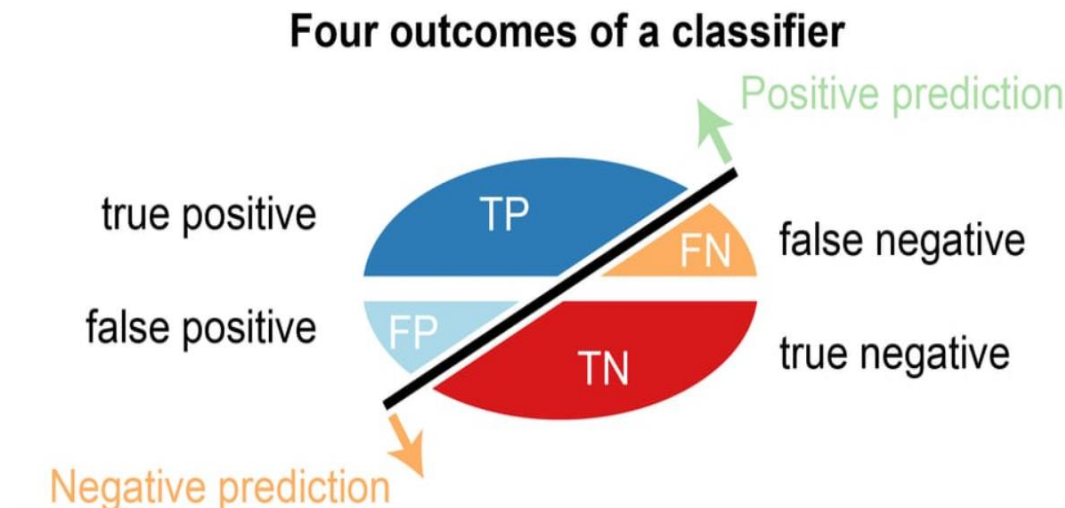 Four outcomes of a classifier
Positive prediction
true positive
TP
FN
false negative
false positive
FP
TN
true negative
Negative prediction